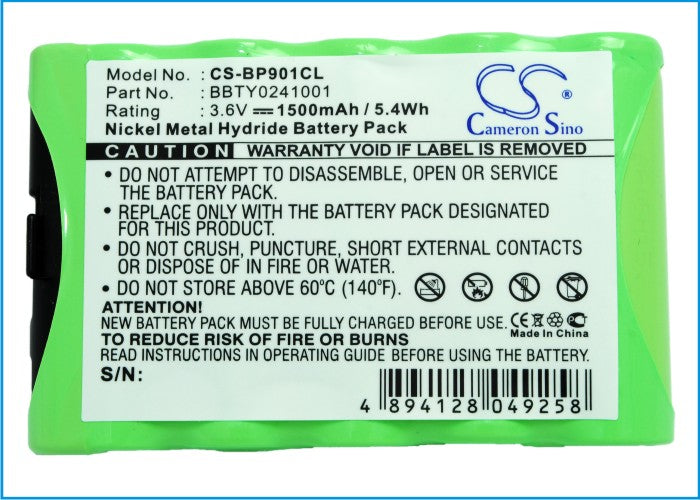 Model No. : CS-BP901CL
Part No. : BBTY0241001
Rating : 3.6V 1500mAh / 5.4Wh
Nickel Metal Hydride Battery Pack
CS
Cameron Sino
CAUTION WARRANTY VOID IF LABEL IS REMOVED
• DO NOT ATTEMPT TO DISSEMBLE, OPEN OR SERVICE
THE BATTERY PACK.
• REPLACE ONLY WITH THE BATTERY PACK DESIGNATED
FOR THIS PRODUCT.
• DO NOT CRUSH, PUNCTURE, SHORT EXTERNAL CONTACTS
OR DISPOSE OF IN FIRE OR WATER.
• DO NOT STORE ABOVE 60°C (140°F).
ATTENTION!
NEW BATTERY PACK MUST BE FULLY CHARGED BEFORE USE.
TO REDUCE RISK OF FIRE OR BURNS
READ INSTRUCTIONS IN OPERATING GUIDE BEFORE USING THE BATTERY.
S/N:
4 894128 049258